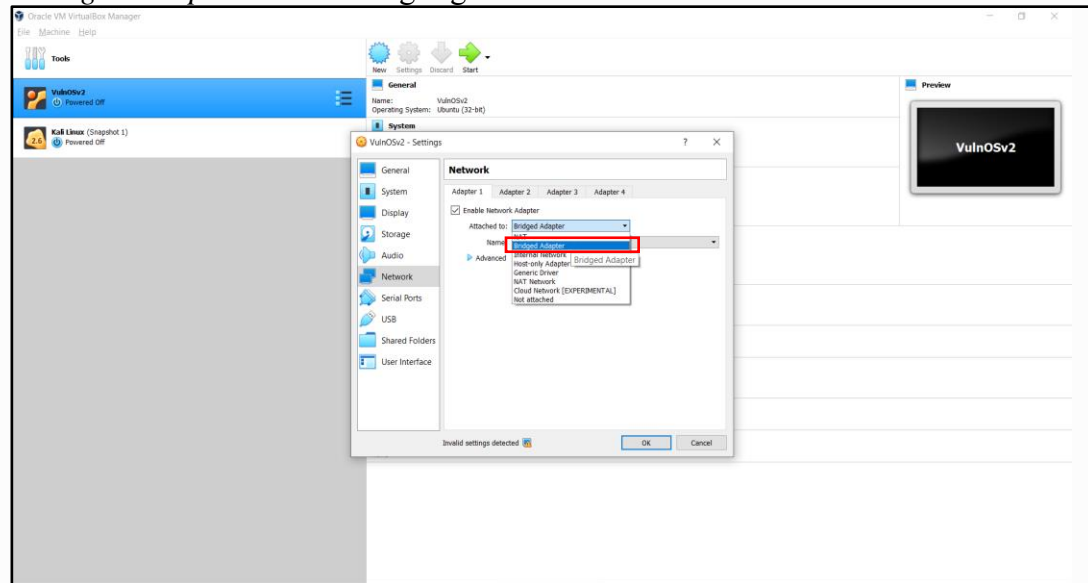 Oracle VM VirtualBox Manager
File Machine Help
Tools
New Settings Discard Start
VulnOSv2
Powered Off
Kali Linux (Snapshot 1)
Powered Off
General
Name: VulnOSv2
Operating System: Ubuntu (32-bit)
System
Preview
VulnOSv2
VulnOSv2 - Settings
General
System
Display
Storage
Audio
Network
Serial Ports
USB
Shared Folders
User Interface
Network
Adapter 1 Adapter 2 Adapter 3 Adapter 4
Enable Network Adapter
Attached to: Bridged Adapter
Name
Advanced
Bridged Adapter
Internal Network
Host-only Adapter
Bridged Adapter
Generic Driver
NAT Network
Cloud Network [EXPERIMENTAL]
Not attached
Invalid settings detected
OK Cancel